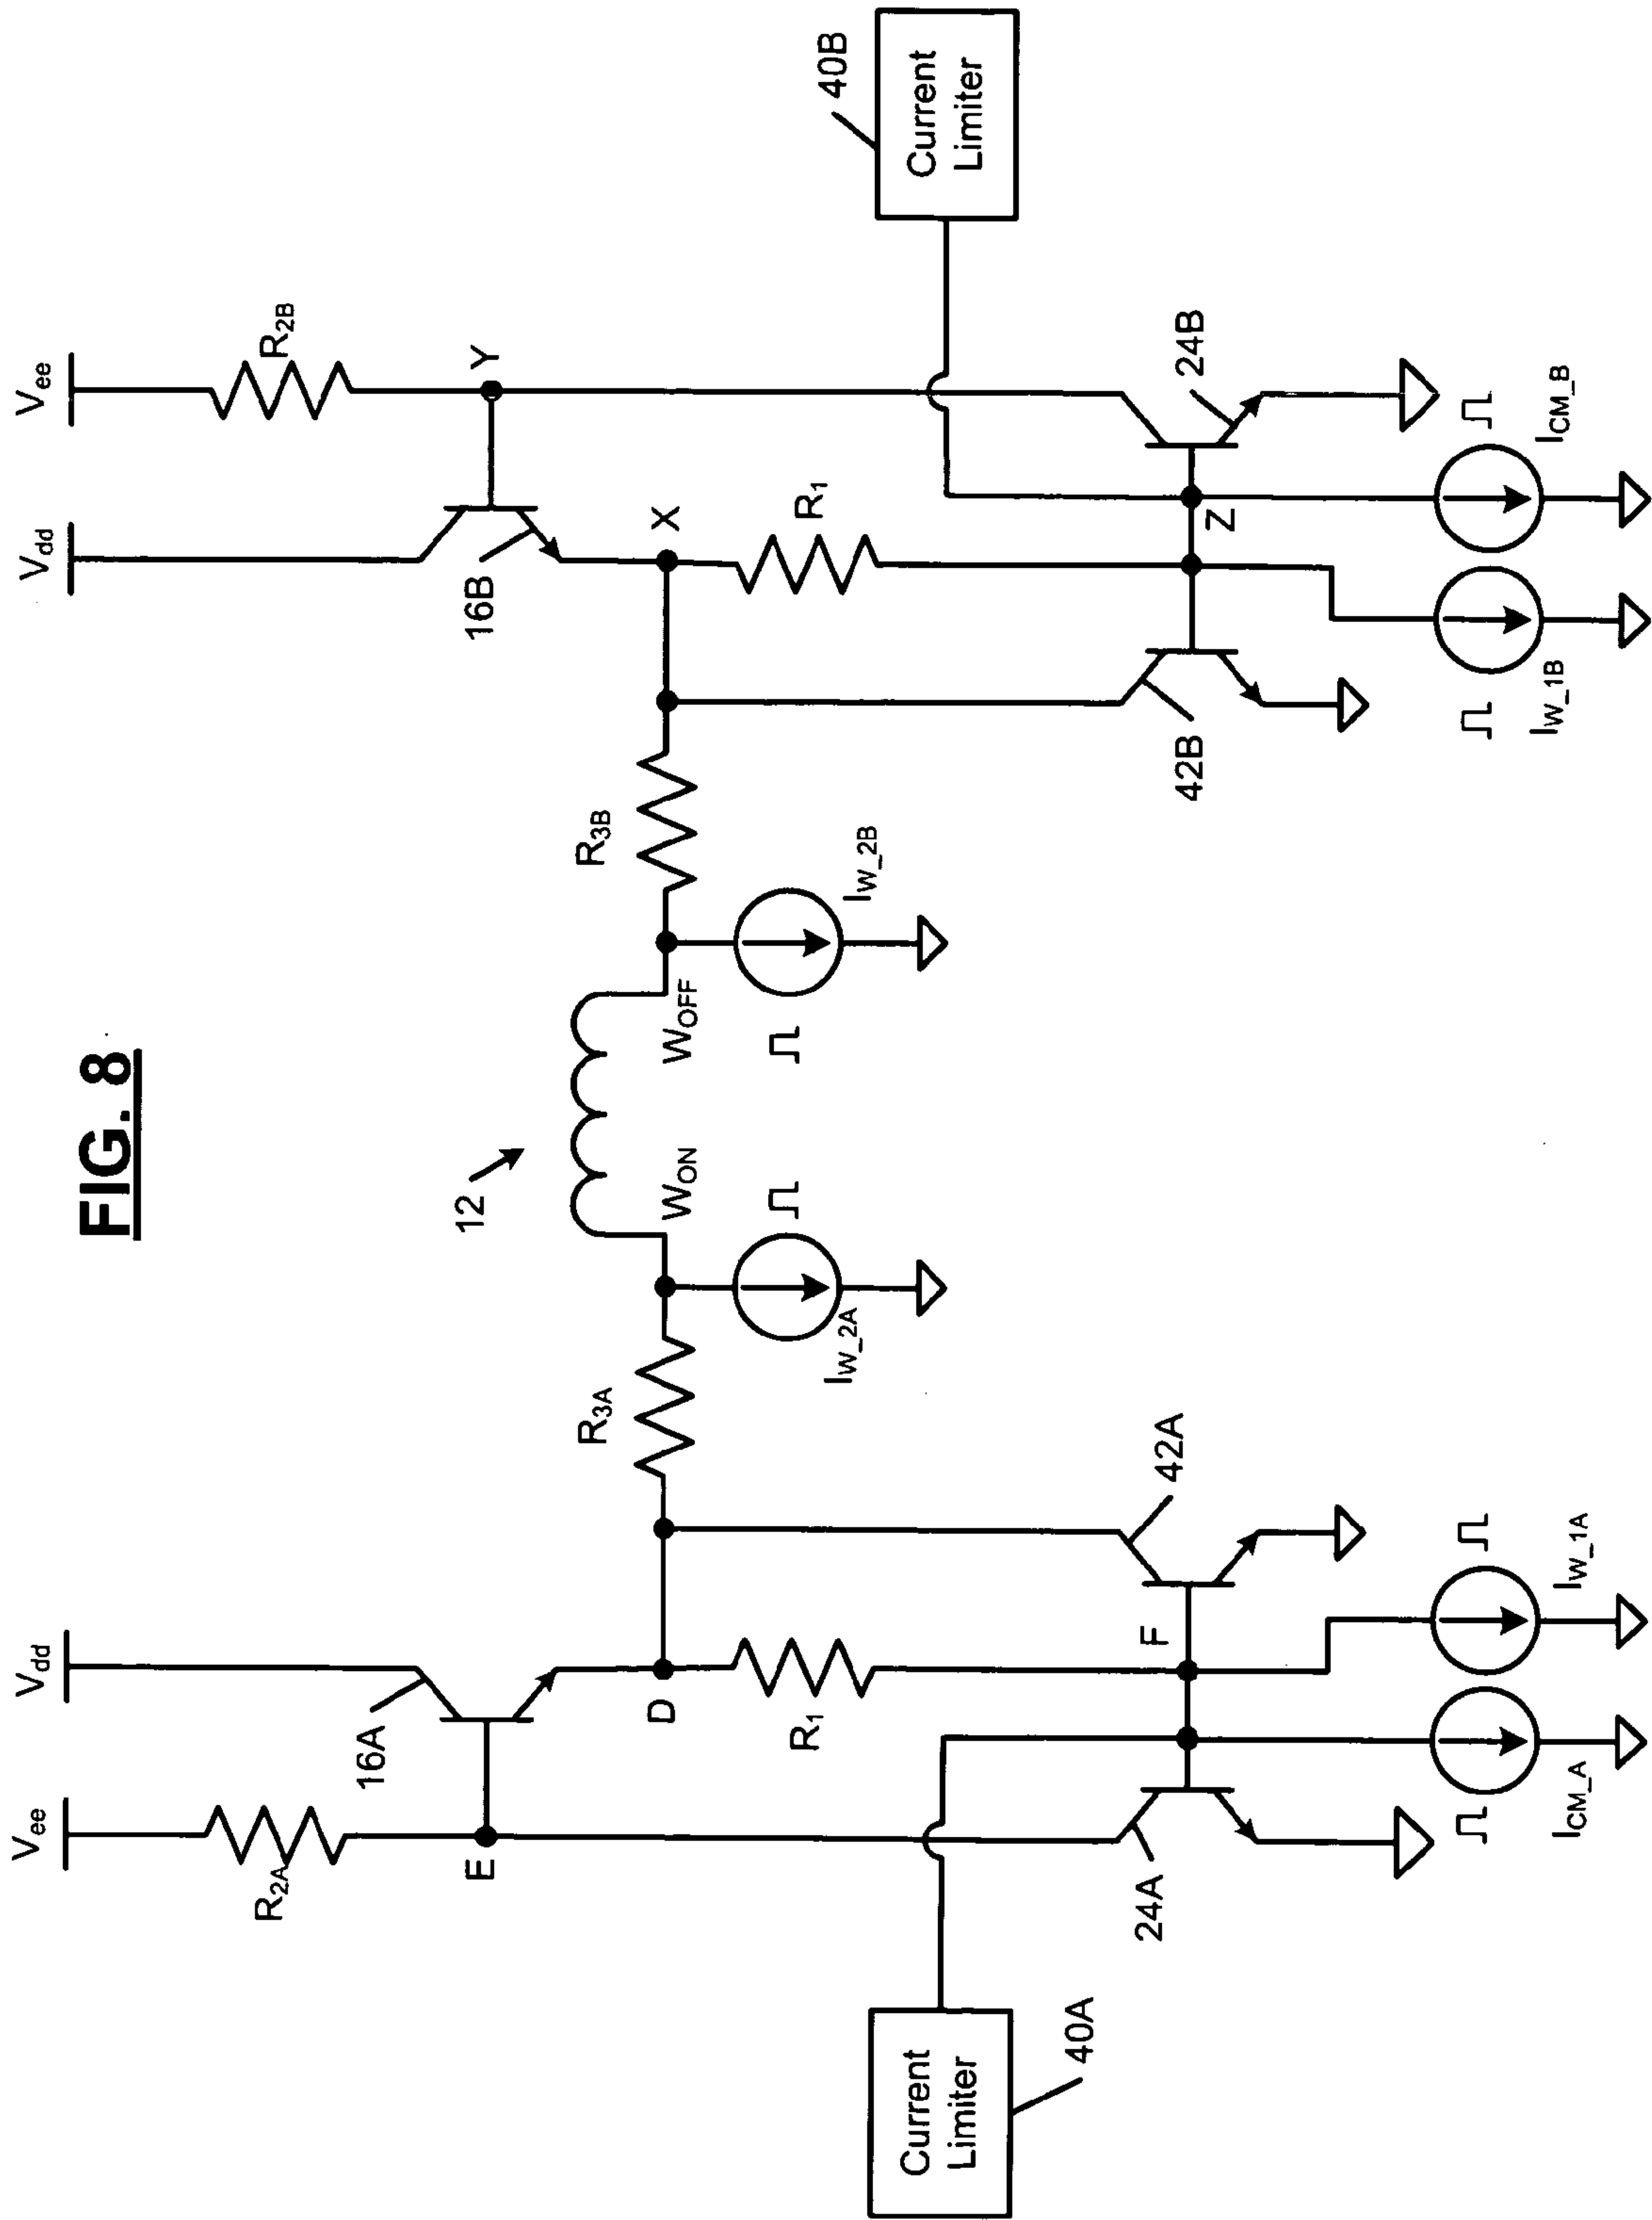 FIG. 8
Vee
Vdd
Vdd
Vee
R2A
16A
E
D
R1
R3A
12
WON
WOFF
IW_2A
IW_2B
R3B
16B
X
Y
R2B
R1
40B
Current
Limiter
Current
Limiter
40A
24A
F
42A
42B
Z
24B
ICM_A
IW_1A
IW_1B
ICM_B